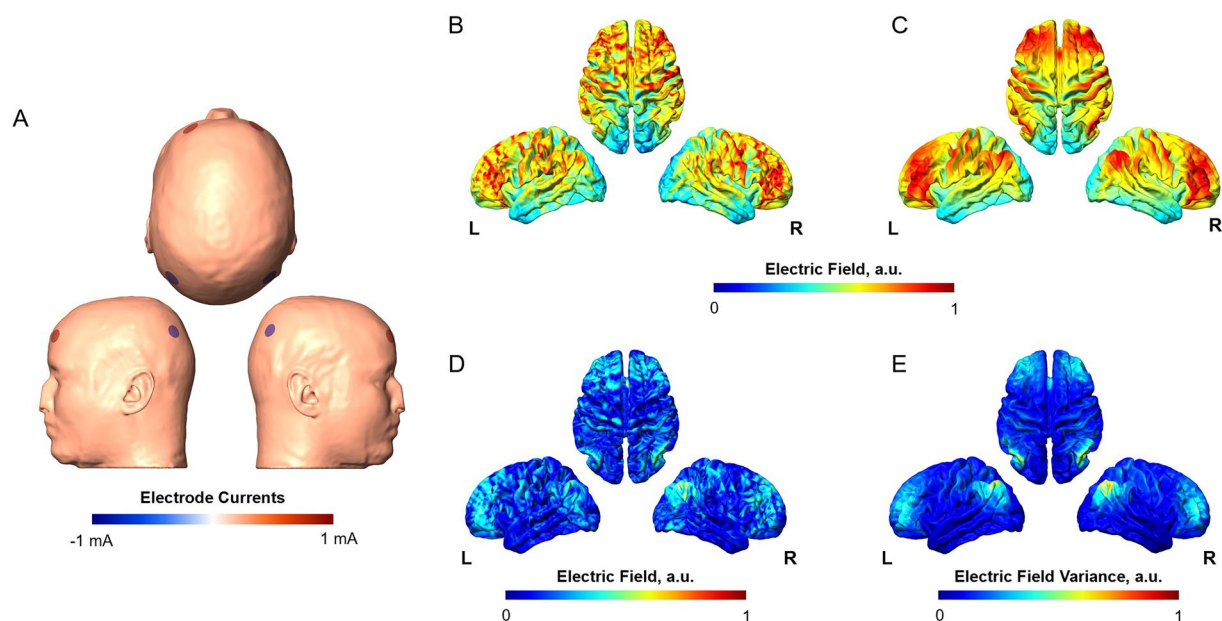 A
Electrode Currents
-1 mA 1 mA
B
C
L R
L R
Electric Field, a.u.
0 1
D
E
L R
L R
Electric Field, a.u.
0 1
Electric Field Variance, a.u.
0 1